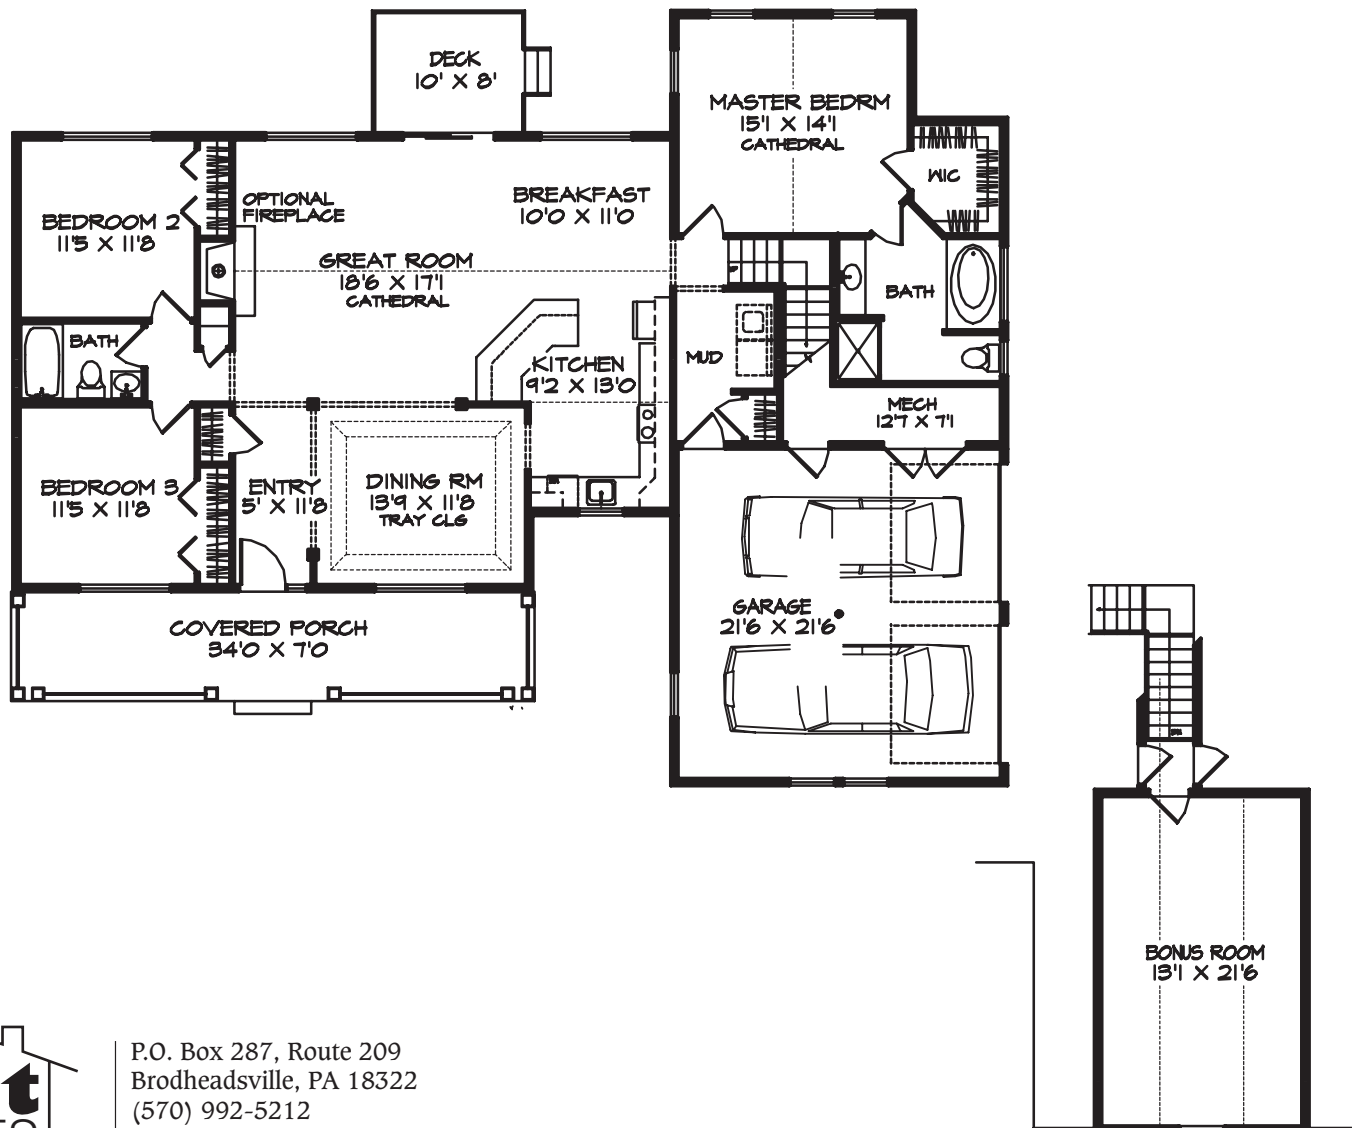 DECK
10' X 8'
MASTER BEDRM
15'1 X 14'1
CATHEDRAL
WIC
OPTIONAL
FIREPLACE
BREAKFAST
10'0 X 11'0
BEDROOM 2
11'5 X 11'8
GREAT ROOM
18'6 X 17'1
CATHEDRAL
BATH
BATH
MUD
KITCHEN
9'2 X 13'0
MECH
12'7 X 7'1
BEDROOM 3
11'5 X 11'8
ENTRY
5' X 11'8
DINING RM
13'9 X 11'8
TRAY CLG
GARAGE
21'6 X 21'6
COVERED PORCH
34'0 X 7'0
BONUS ROOM
13'1 X 21'6
P.O. Box 287, Route 209
Brodheadsville, PA 18322
(570) 992-5212